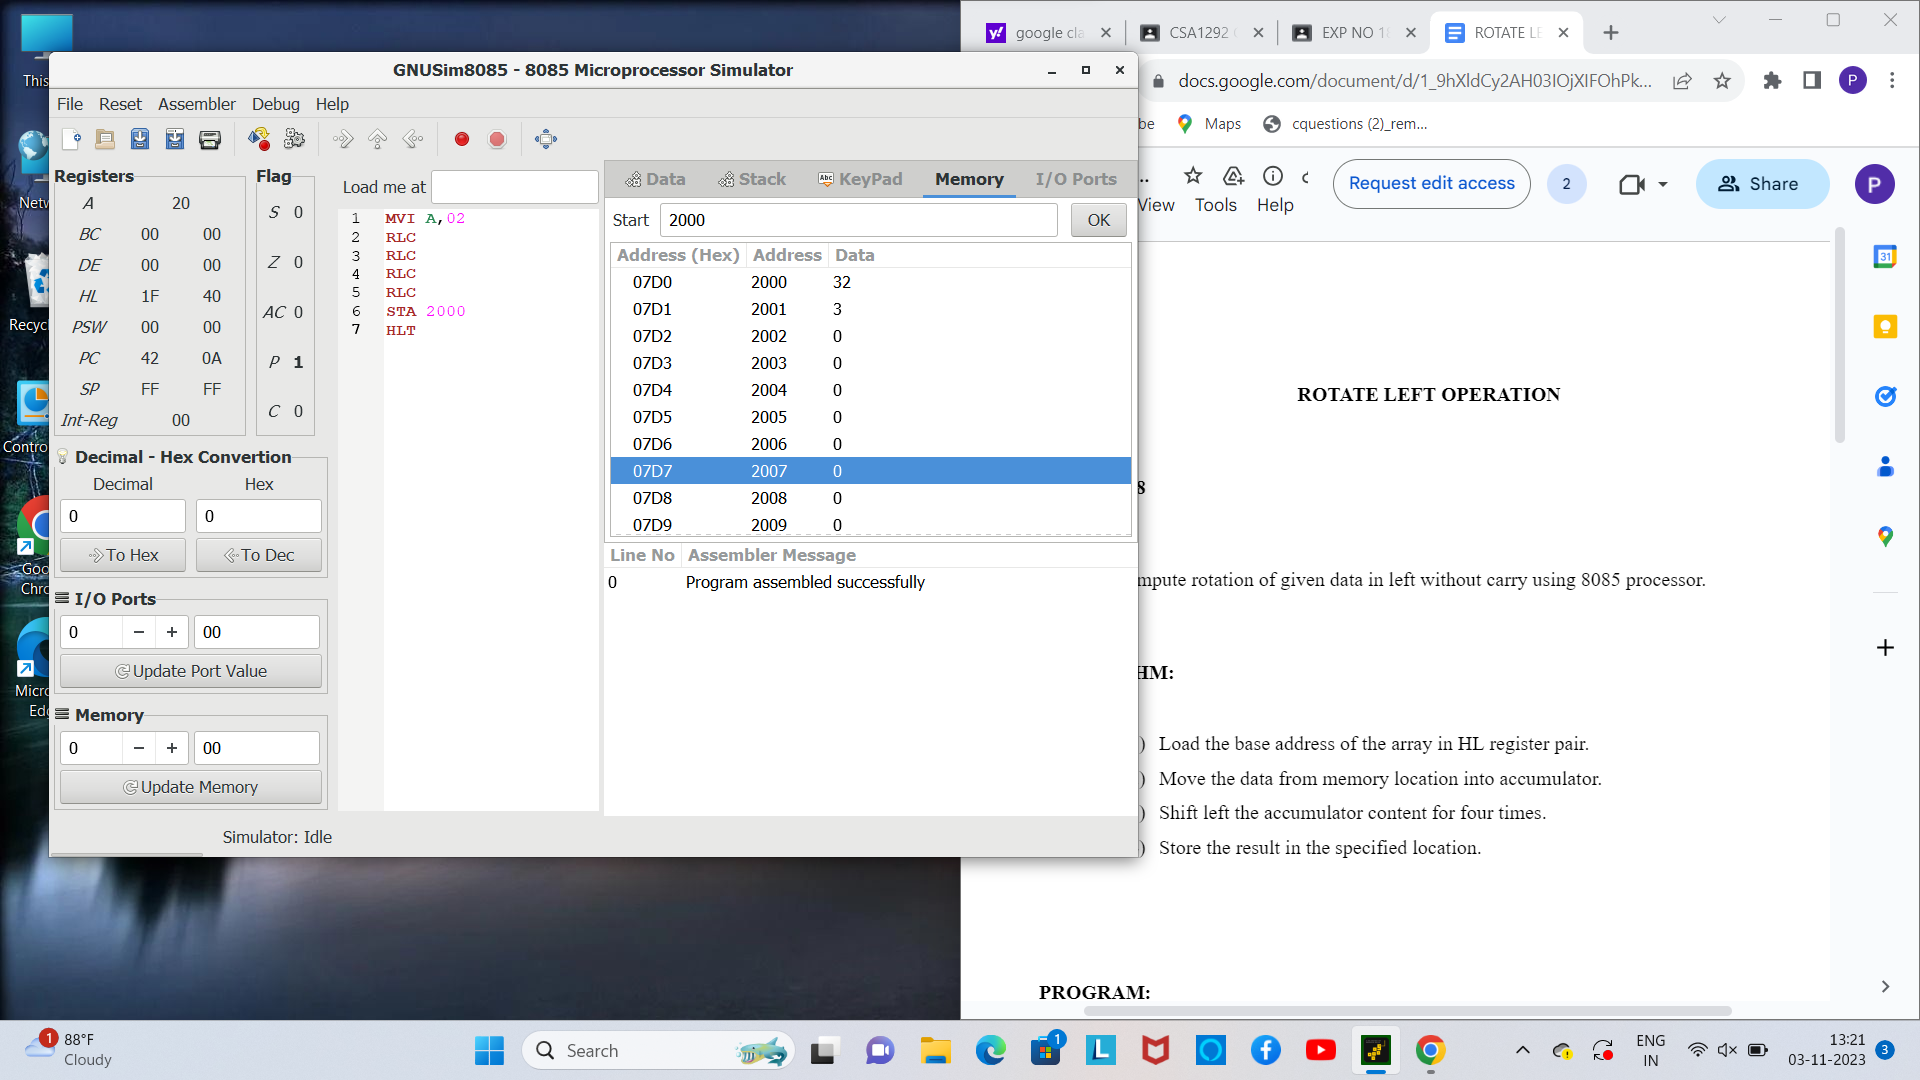 This
Netw
Recycl
Contro
Goo
Chro
Micro
Edg
GNUSim8085 - 8085 Microprocessor Simulator
File Reset Assembler Debug Help
Registers
A 20
BC 00 00
DE 00 00
HL 1F 40
PSW 00 00
PC 42 0A
SP FF FF
Int-Reg 00
Flag
S 0
Z 0
AC 0
P 1
C 0
Decimal - Hex Convertion
Decimal Hex
0 0
To Hex To Dec
I/O Ports
0 − + 00
Update Port Value
Memory
0 − + 00
Update Memory
Simulator: Idle
Load me at
1 MVI A,02
2 RLC
3 RLC
4 RLC
5 RLC
6 STA 2000
7 HLT
Data Stack Abc KeyPad Memory I/O Ports
Start 2000 OK
Address (Hex) Address Data
07D0 2000 32
07D1 2001 3
07D2 2002 0
07D3 2003 0
07D4 2004 0
07D5 2005 0
07D6 2006 0
07D7 2007 0
07D8 2008 0
07D9 2009 0
Line No Assembler Message
0 Program assembled successfully
y! google cla CSA1292 EXP NO 18 ROTATE LE
docs.google.com/document/d/1_9hXldCy2AH03IOjXIFOhPk... P
be Maps cquestions (2)_rem...
.. Request edit access 2 Share P
View Tools Help
31
ROTATE LEFT OPERATION
8
mpute rotation of given data in left without carry using 8085 processor.
HM:
) Load the base address of the array in HL register pair.
) Move the data from memory location into accumulator.
) Shift left the accumulator content for four times.
) Store the result in the specified location.
PROGRAM:
1 88°F
Cloudy
Search
1
L
ENG
IN
13:21
03-11-2023
3